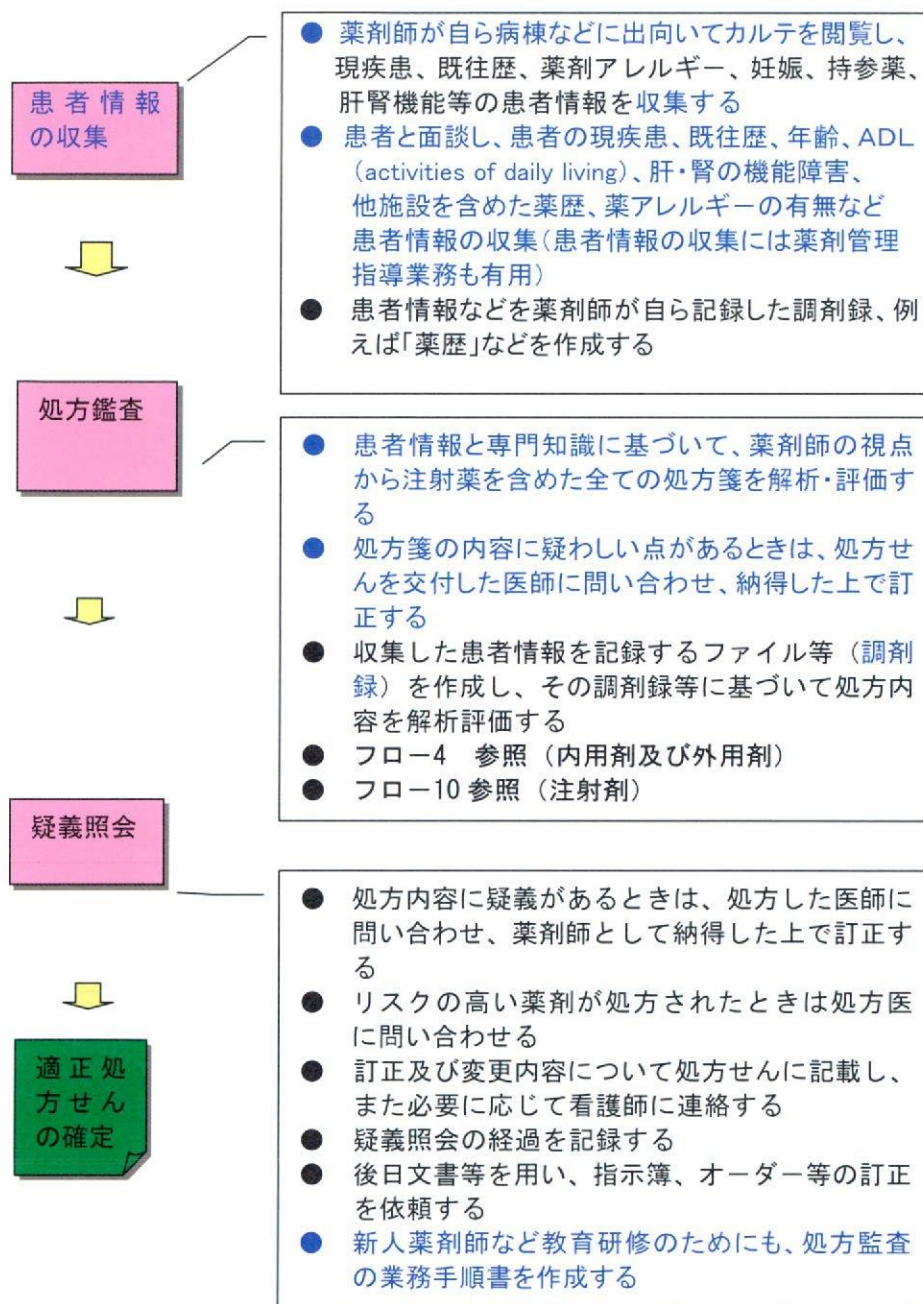 患者情報
の収集
● 薬剤師が自ら病棟などに出向いてカルテを閲覧し、
現疾患、既往歴、薬剤アレルギー、妊娠、持参薬、
肝腎機能等の患者情報を収集する
● 患者と面談し、患者の現疾患、既往歴、年齢、ADL
(activities of daily living)、肝・腎の機能障害、
他施設を含めた薬歴、薬アレルギーの有無など
患者情報の収集(患者情報の収集には薬剤管理
指導業務も有用)
● 患者情報などを薬剤師が自ら記録した調剤録、例
えば「薬歴」などを作成する
処方鑑査
● 患者情報と専門知識に基づいて、薬剤師の視点
から注射薬を含めた全ての処方箋を解析・評価す
る
● 処方箋の内容に疑わしい点があるときは、処方せ
んを交付した医師に問い合わせ、納得した上で訂
正する
● 収集した患者情報を記録するファイル等（調剤
録）を作成し、その調剤録等に基づいて処方内
容を解析評価する
● フロー4 参照（内用剤及び外用剤）
● フロー10 参照（注射剤）
疑義照会
● 処方内容に疑義があるときは、処方した医師に
問い合わせ、薬剤師として納得した上で訂正す
る
● リスクの高い薬剤が処方されたときは処方医
に問い合わせる
● 訂正及び変更内容について処方せんに記載し、
また必要に応じて看護師に連絡する
● 疑義照会の経過を記録する
● 後日文書等を用い、指示簿、オーダー等の訂正
を依頼する
● 新人薬剤師など教育研修のためにも、処方監査
の業務手順書を作成する
適正処
方せん
の確定